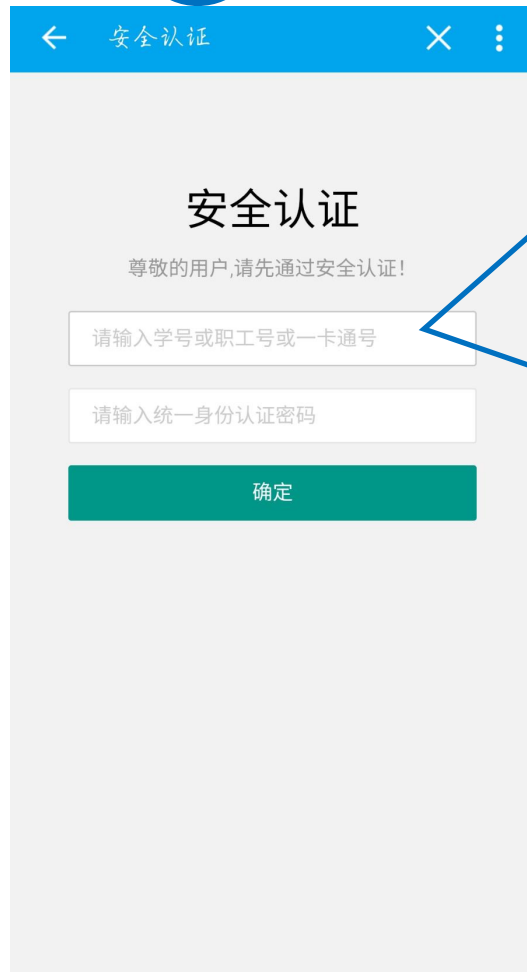 安全认证
安全认证
尊敬的用户,请先通过安全认证!
请输入学号或职工号或一卡通号
请输入统一身份认证密码
确定